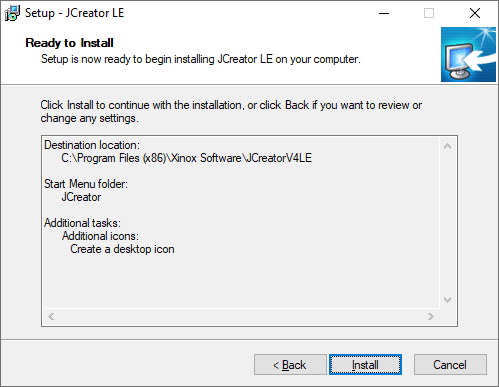 Setup - JCreator LE
Ready to Install
Setup is now ready to begin installing JCreator LE on your computer.
Click Install to continue with the installation, or click Back if you want to review or
change any settings.
Destination location:
C:\Program Files (x86)\Xinox Software\JCreatorV4LE
Start Menu folder:
JCreator
Additional tasks:
Additional icons:
Create a desktop icon
< Back
Install
Cancel